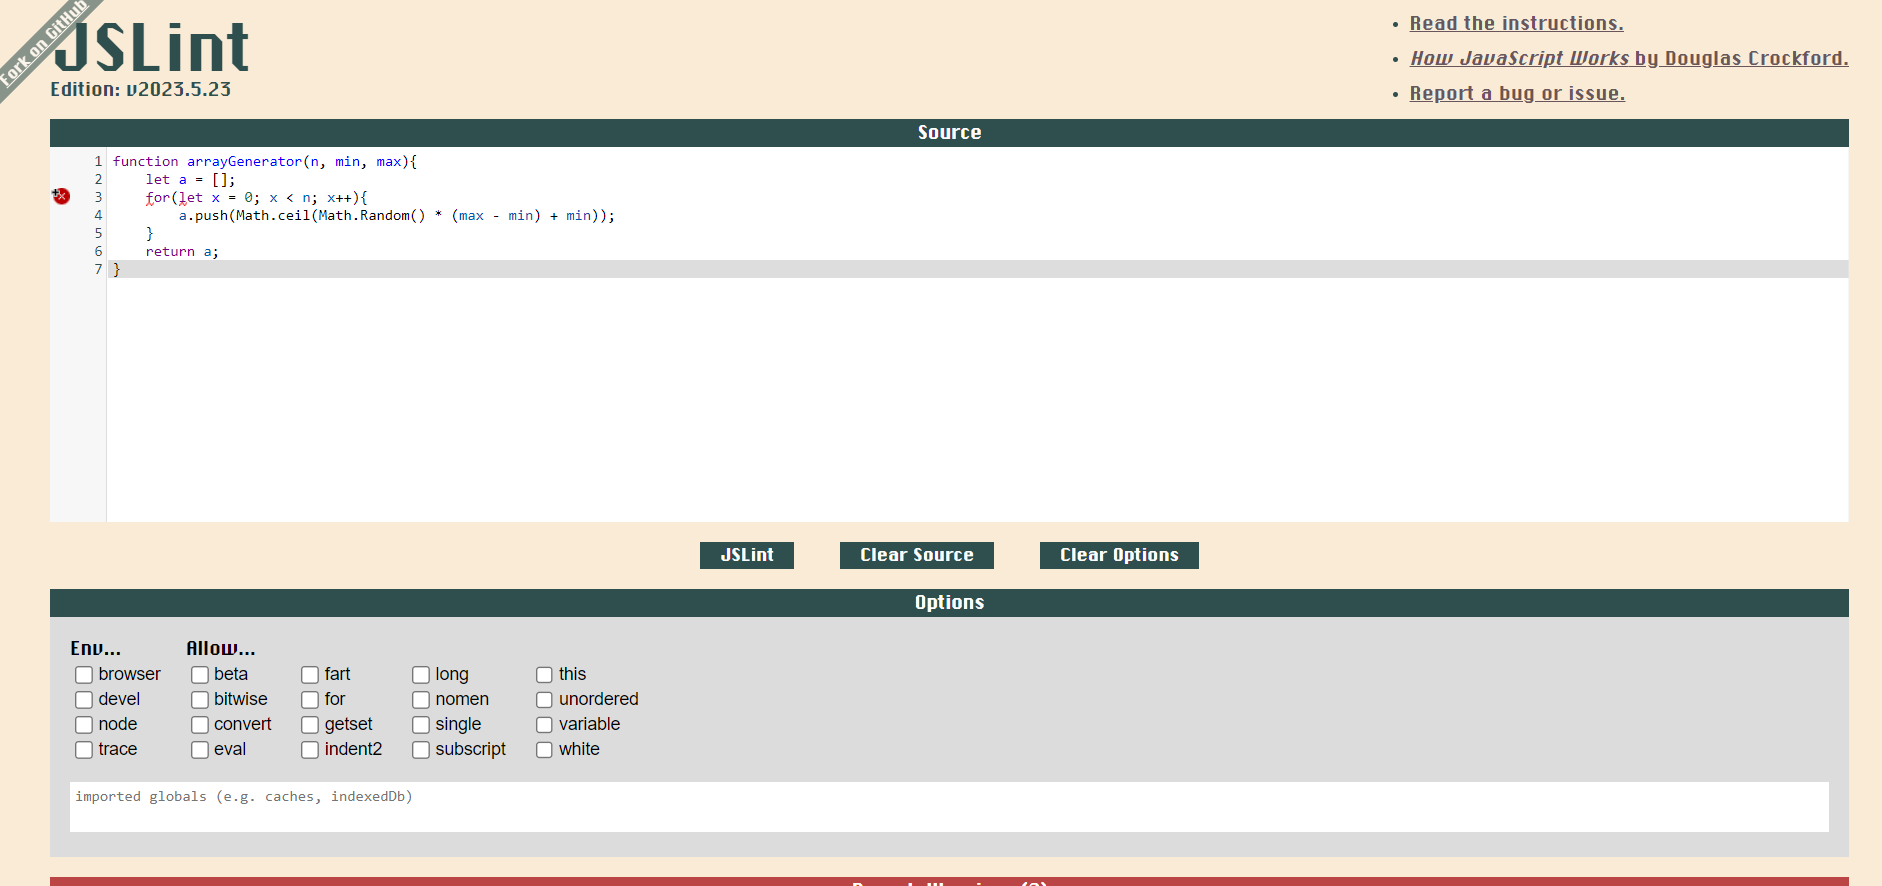 Fork on GitHub
JSLint
Edition: v2023.5.23
• Read the instructions.
• How JavaScript Works by Douglas Crockford.
• Report a bug or issue.
Source
1 function arrayGenerator(n, min, max){
2     let a = [];
3     for(let x = 0; x < n; x++){
4         a.push(Math.ceil(Math.Random() * (max - min) + min));
5     }
6     return a;
7 }
JSLint Clear Source Clear Options
Options
Env... Allow...
browser beta fart long this
devel bitwise for nomen unordered
node convert getset single variable
trace eval indent2 subscript white
imported globals (e.g. caches, indexedDb)